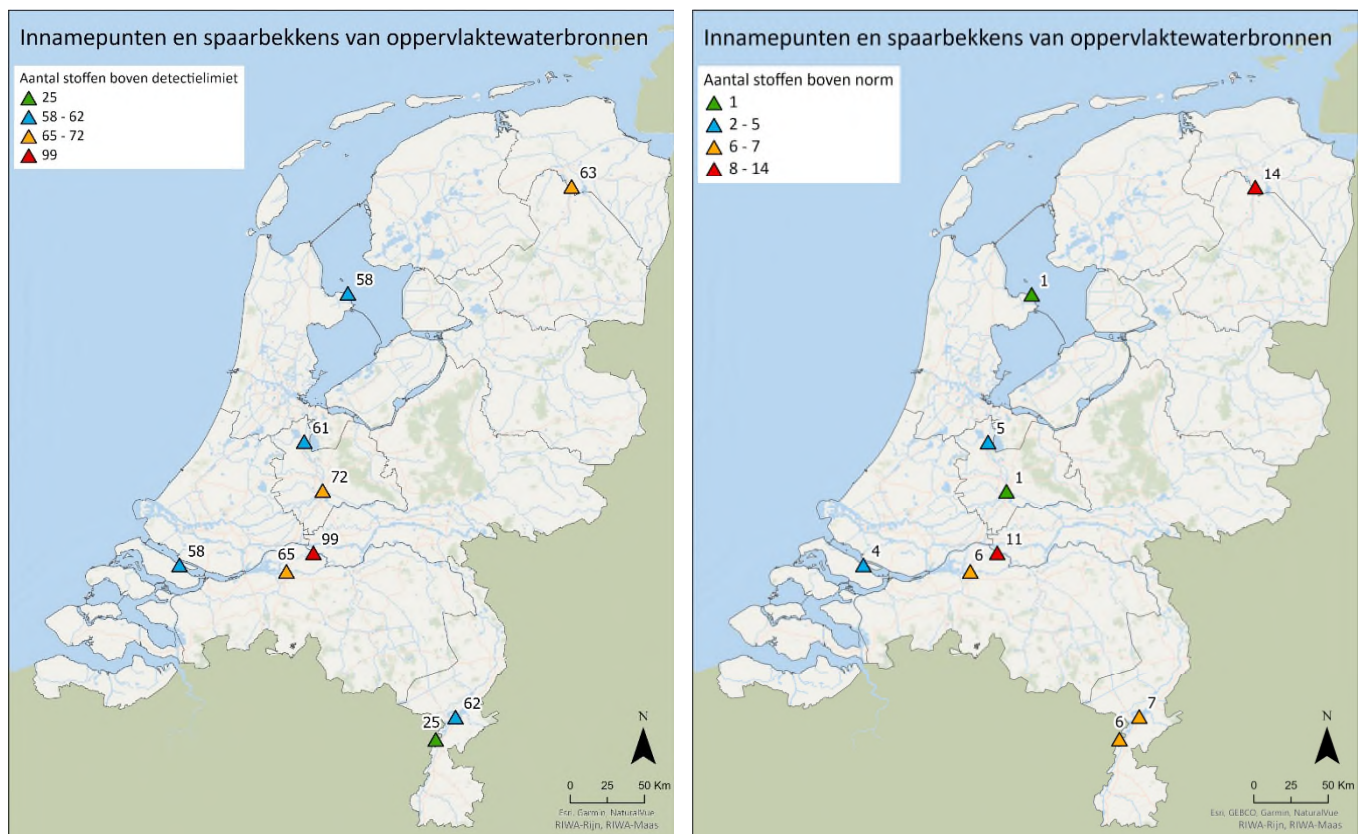 Innamepunten en spaarbekkens van oppervlaktewaterbronnen
Aantal stoffen boven detectielimiet
25
58 - 62
65 - 72
99
63
58
61
72
99
65
58
62
25
N
0 25 50 Km
Esri, Garmin, NaturalVue
RIWA-Rijn, RIWA-Maas
Innamepunten en spaarbekkens van oppervlaktewaterbronnen
Aantal stoffen boven norm
1
2 - 5
6 - 7
8 - 14
14
1
5
1
11
6
4
7
6
N
0 25 50 Km
Esri, GEBCO, Garmin, NaturalVue
RIWA-Rijn, RIWA-Maas